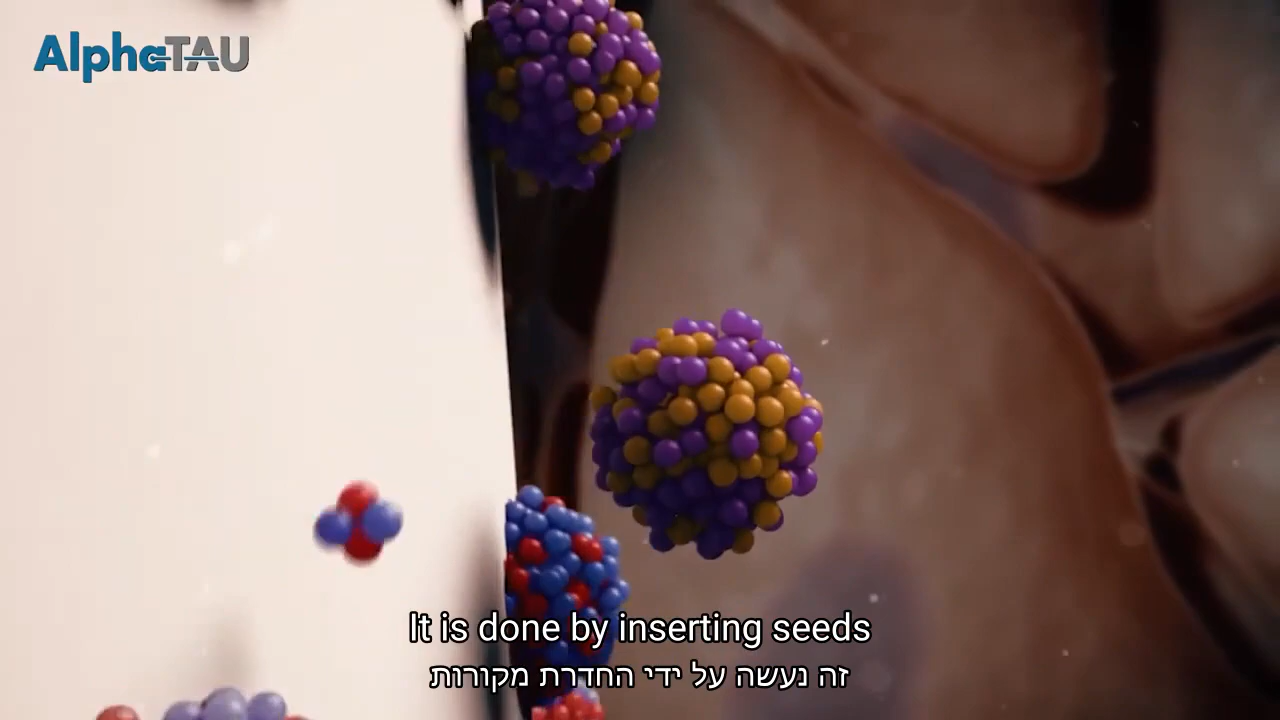 AlphaTAU
It is done by inserting seeds
זה נעשה על ידי החדרת מקורות